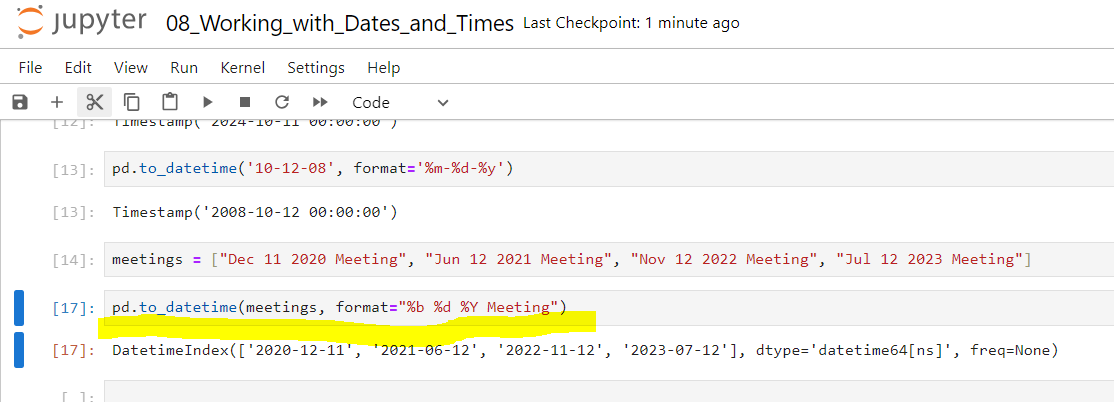 jupyter 08_Working_with_Dates_and_Times Last Checkpoint: 1 minute ago
File Edit View Run Kernel Settings Help
Code
[12]: Timestamp('2024-10-11 00:00:00')
[13]: pd.to_datetime('10-12-08', format='%m-%d-%y')
[13]: Timestamp('2008-10-12 00:00:00')
[14]: meetings = ["Dec 11 2020 Meeting", "Jun 12 2021 Meeting", "Nov 12 2022 Meeting", "Jul 12 2023 Meeting"]
[17]: pd.to_datetime(meetings, format="%b %d %Y Meeting")
[17]: DatetimeIndex(['2020-12-11', '2021-06-12', '2022-11-12', '2023-07-12'], dtype='datetime64[ns]', freq=None)
[ ]: